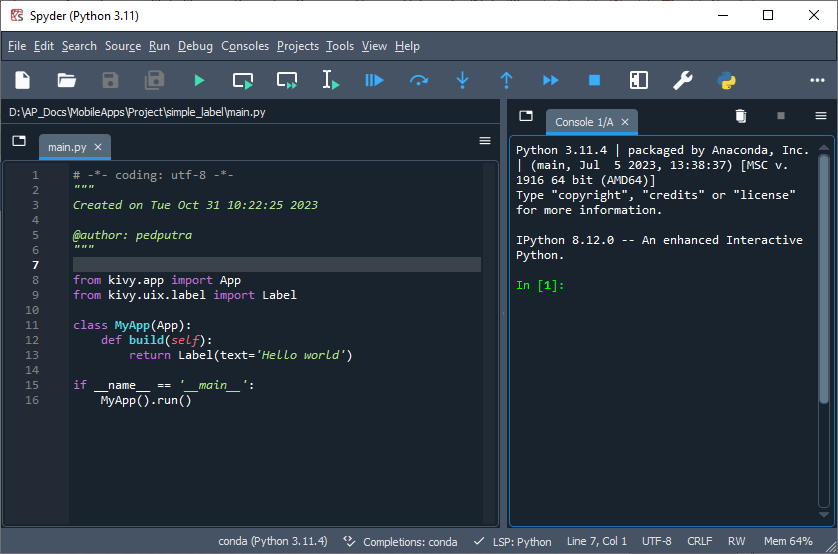 Spyder (Python 3.11)
File Edit Search Source Run Debug Consoles Projects Tools View Help
D:\AP_Docs\MobileApps\Project\simple_label\main.py
main.py
1 # -*- coding: utf-8 -*-
2 """
3 Created on Tue Oct 31 10:22:25 2023
4
5 @author: pedputra
6 """
7
8 from kivy.app import App
9 from kivy.uix.label import Label
10
11 class MyApp(App):
12     def build(self):
13         return Label(text='Hello world')
14
15 if __name__ == '__main__':
16     MyApp().run()
Console 1/A
Python 3.11.4 | packaged by Anaconda, Inc.
| (main, Jul  5 2023, 13:38:37) [MSC v.
1916 64 bit (AMD64)]
Type "copyright", "credits" or "license"
for more information.
IPython 8.12.0 -- An enhanced Interactive
Python.
In [1]:
conda (Python 3.11.4) Completions: conda LSP: Python Line 7, Col 1 UTF-8 CRLF RW Mem 64%